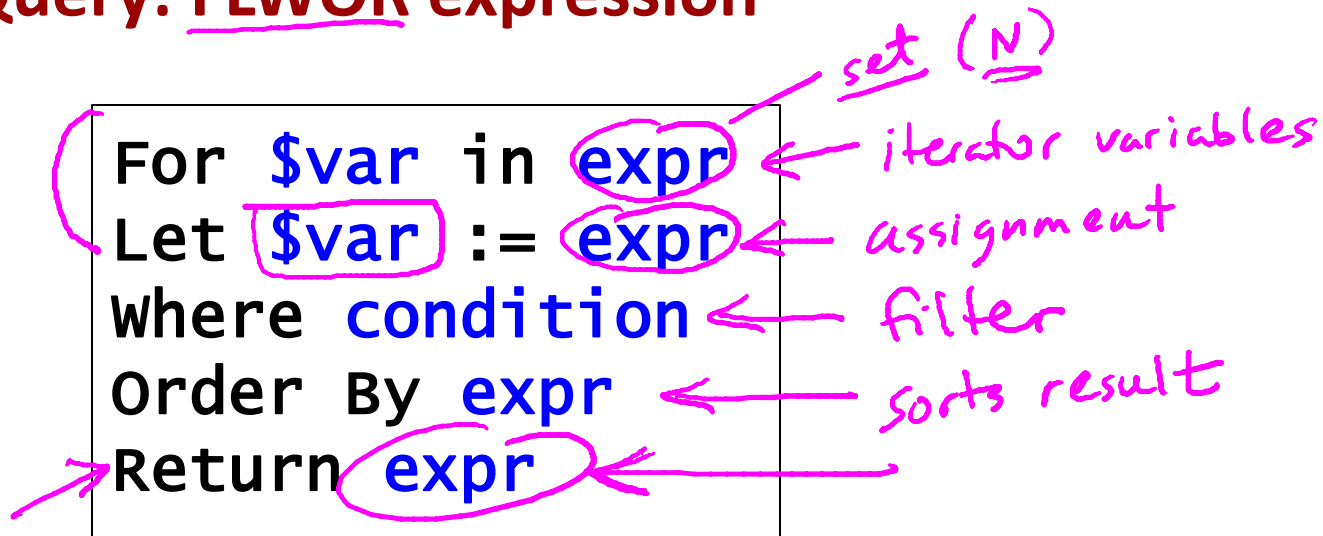 Query: FLWOR expression
set (N)
For $var in expr iterator variables
Let $var := expr assignment
Where condition filter
Order By expr sorts result
Return expr